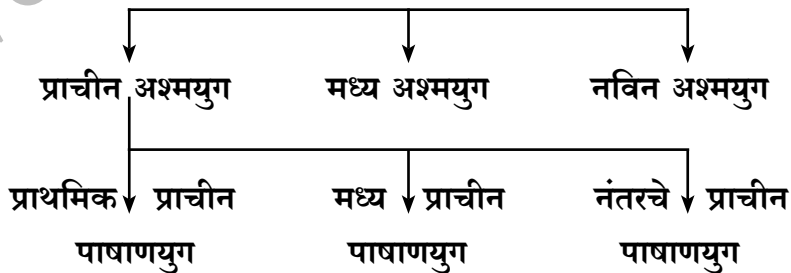 प्राचीन अश्मयुग मध्य अश्मयुग नविन अश्मयुग
प्राथमिक प्राचीन मध्य प्राचीन नंतरचे प्राचीन
पाषाणयुग पाषाणयुग पाषाणयुग